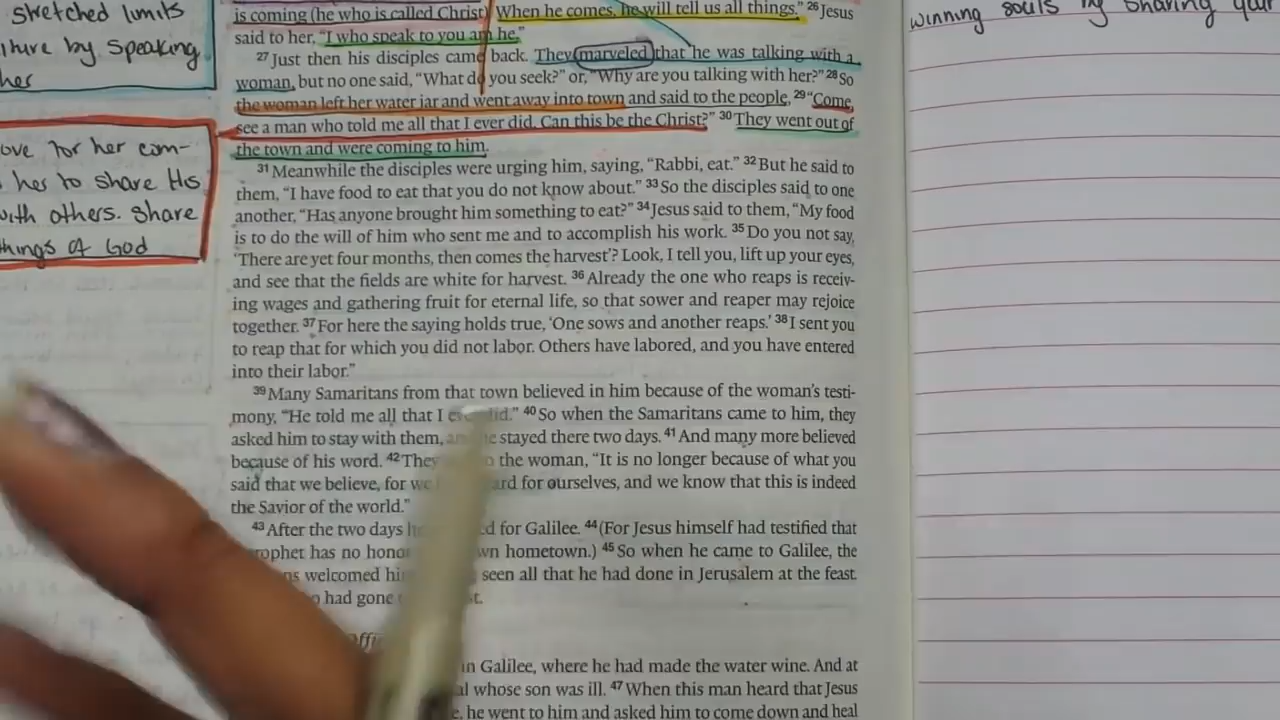 stretched limits
by speaking
her
ove for her com-
her to share His
with others. Share
things of God
is coming (he who is called Christ). When he comes, he will tell us all things.” 26 Jesus
said to her, “I who speak to you am he.”
27 Just then his disciples came back. They marveled that he was talking with a
woman, but no one said, “What do you seek?” or, “Why are you talking with her?” 28 So
the woman left her water jar and went away into town and said to the people, 29 “Come,
see a man who told me all that I ever did. Can this be the Christ?” 30 They went out of
the town and were coming to him.
31 Meanwhile the disciples were urging him, saying, “Rabbi, eat.” 32 But he said to
them, “I have food to eat that you do not know about.” 33 So the disciples said to one
another, “Has anyone brought him something to eat?” 34 Jesus said to them, “My food
is to do the will of him who sent me and to accomplish his work. 35 Do you not say,
‘There are yet four months, then comes the harvest’? Look, I tell you, lift up your eyes,
and see that the fields are white for harvest. 36 Already the one who reaps is receiv-
ing wages and gathering fruit for eternal life, so that sower and reaper may rejoice
together. 37 For here the saying holds true, ‘One sows and another reaps.’ 38 I sent you
to reap that for which you did not labor. Others have labored, and you have entered
into their labor.”
39 Many Samaritans from that town believed in him because of the woman’s testi-
mony, “He told me all that I ever did.” 40 So when the Samaritans came to him, they
asked him to stay with them, and he stayed there two days. 41 And many more believed
because of his word. 42 They the woman, “It is no longer because of what you
said that we believe, for we for ourselves, and we know that this is indeed
the Savior of the world.”
43 After the two days for Galilee. 44 (For Jesus himself had testified that
prophet has no hometown.) 45 So when he came to Galilee, the
welcomed seen all that he had done in Jerusalem at the feast.
had gone
in Galilee, where he had made the water wine. And at
whose son was ill. 47 When this man heard that Jesus
he went to him and asked him to come down and heal
winning souls by sharing your